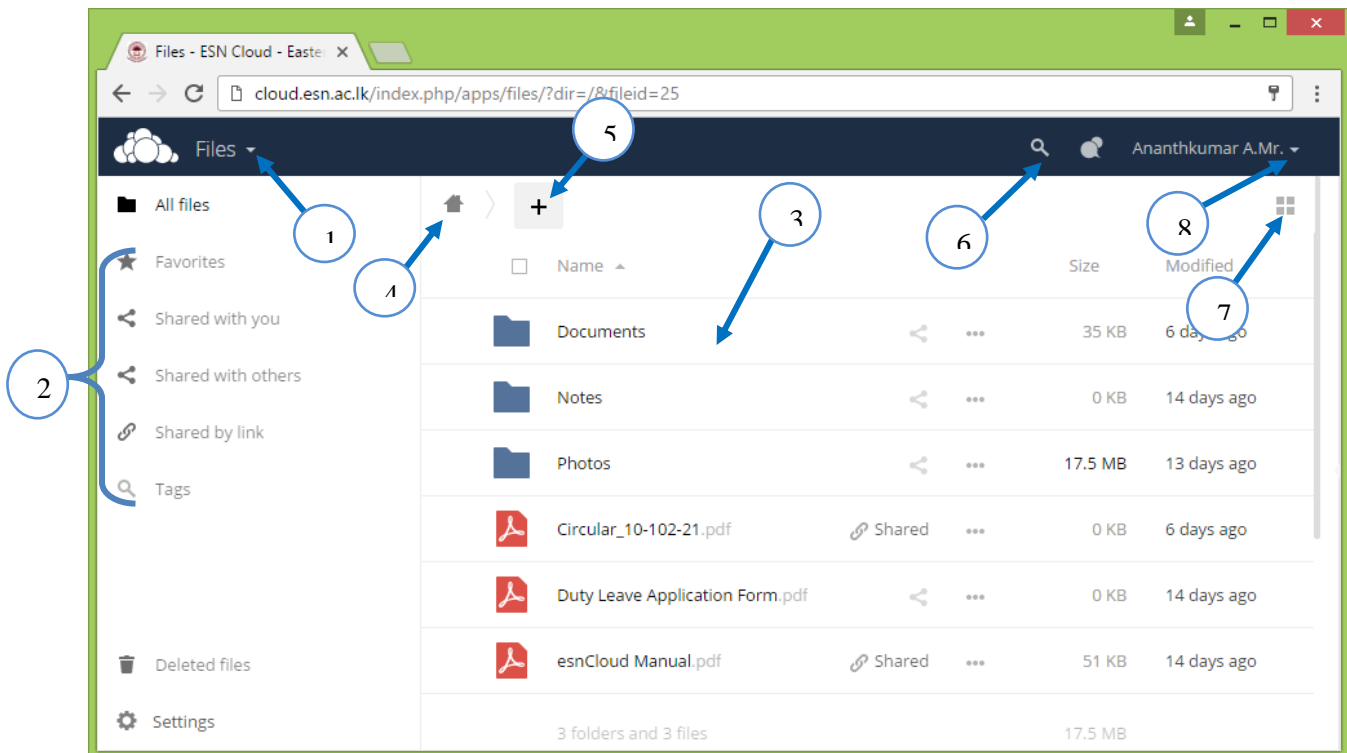 Files - ESN Cloud - Easte
cloud.esn.ac.lk/index.php/apps/files/?dir=/&fileid=25
Files
Ananthkumar A.Mr.
5
All files
1
3
6
8
Favorites
Name
Size
Modified
4
7
Shared with you
Documents
35 KB
6 days ago
2
Shared with others
Notes
0 KB
14 days ago
Shared by link
Photos
17.5 MB
13 days ago
Tags
Circular_10-102-21.pdf
Shared
0 KB
6 days ago
Duty Leave Application Form.pdf
0 KB
14 days ago
Deleted files
esnCloud Manual.pdf
Shared
51 KB
14 days ago
Settings
3 folders and 3 files
17.5 MB